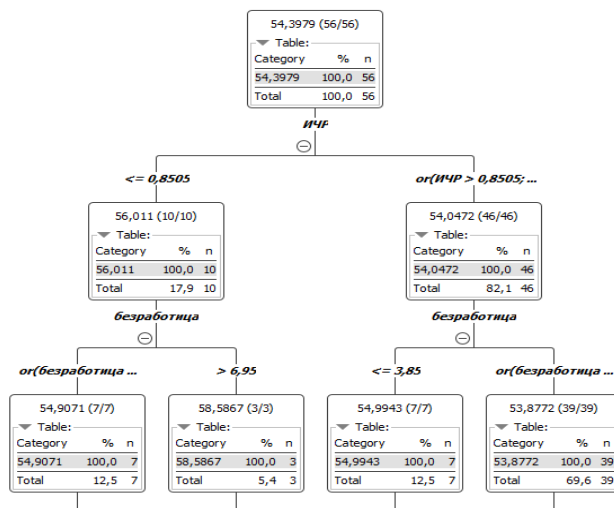 54,3979 (56/56)
Table:
Category % n
54,3979 100,0 56
Total 100,0 56
ИЧР
<= 0,8505
or(ИЧР > 0,8505; ...
56,011 (10/10)
Table:
Category % n
56,011 100,0 10
Total 17,9 10
54,0472 (46/46)
Table:
Category % n
54,0472 100,0 46
Total 82,1 46
безработица
безработица
or(безработица ...
> 6,95
<= 3,85
or(безработица ...
54,9071 (7/7)
Table:
Category % n
54,9071 100,0 7
Total 12,5 7
58,5867 (3/3)
Table:
Category % n
58,5867 100,0 3
Total 5,4 3
54,9943 (7/7)
Table:
Category % n
54,9943 100,0 7
Total 12,5 7
53,8772 (39/39)
Table:
Category % n
53,8772 100,0 39
Total 69,6 39